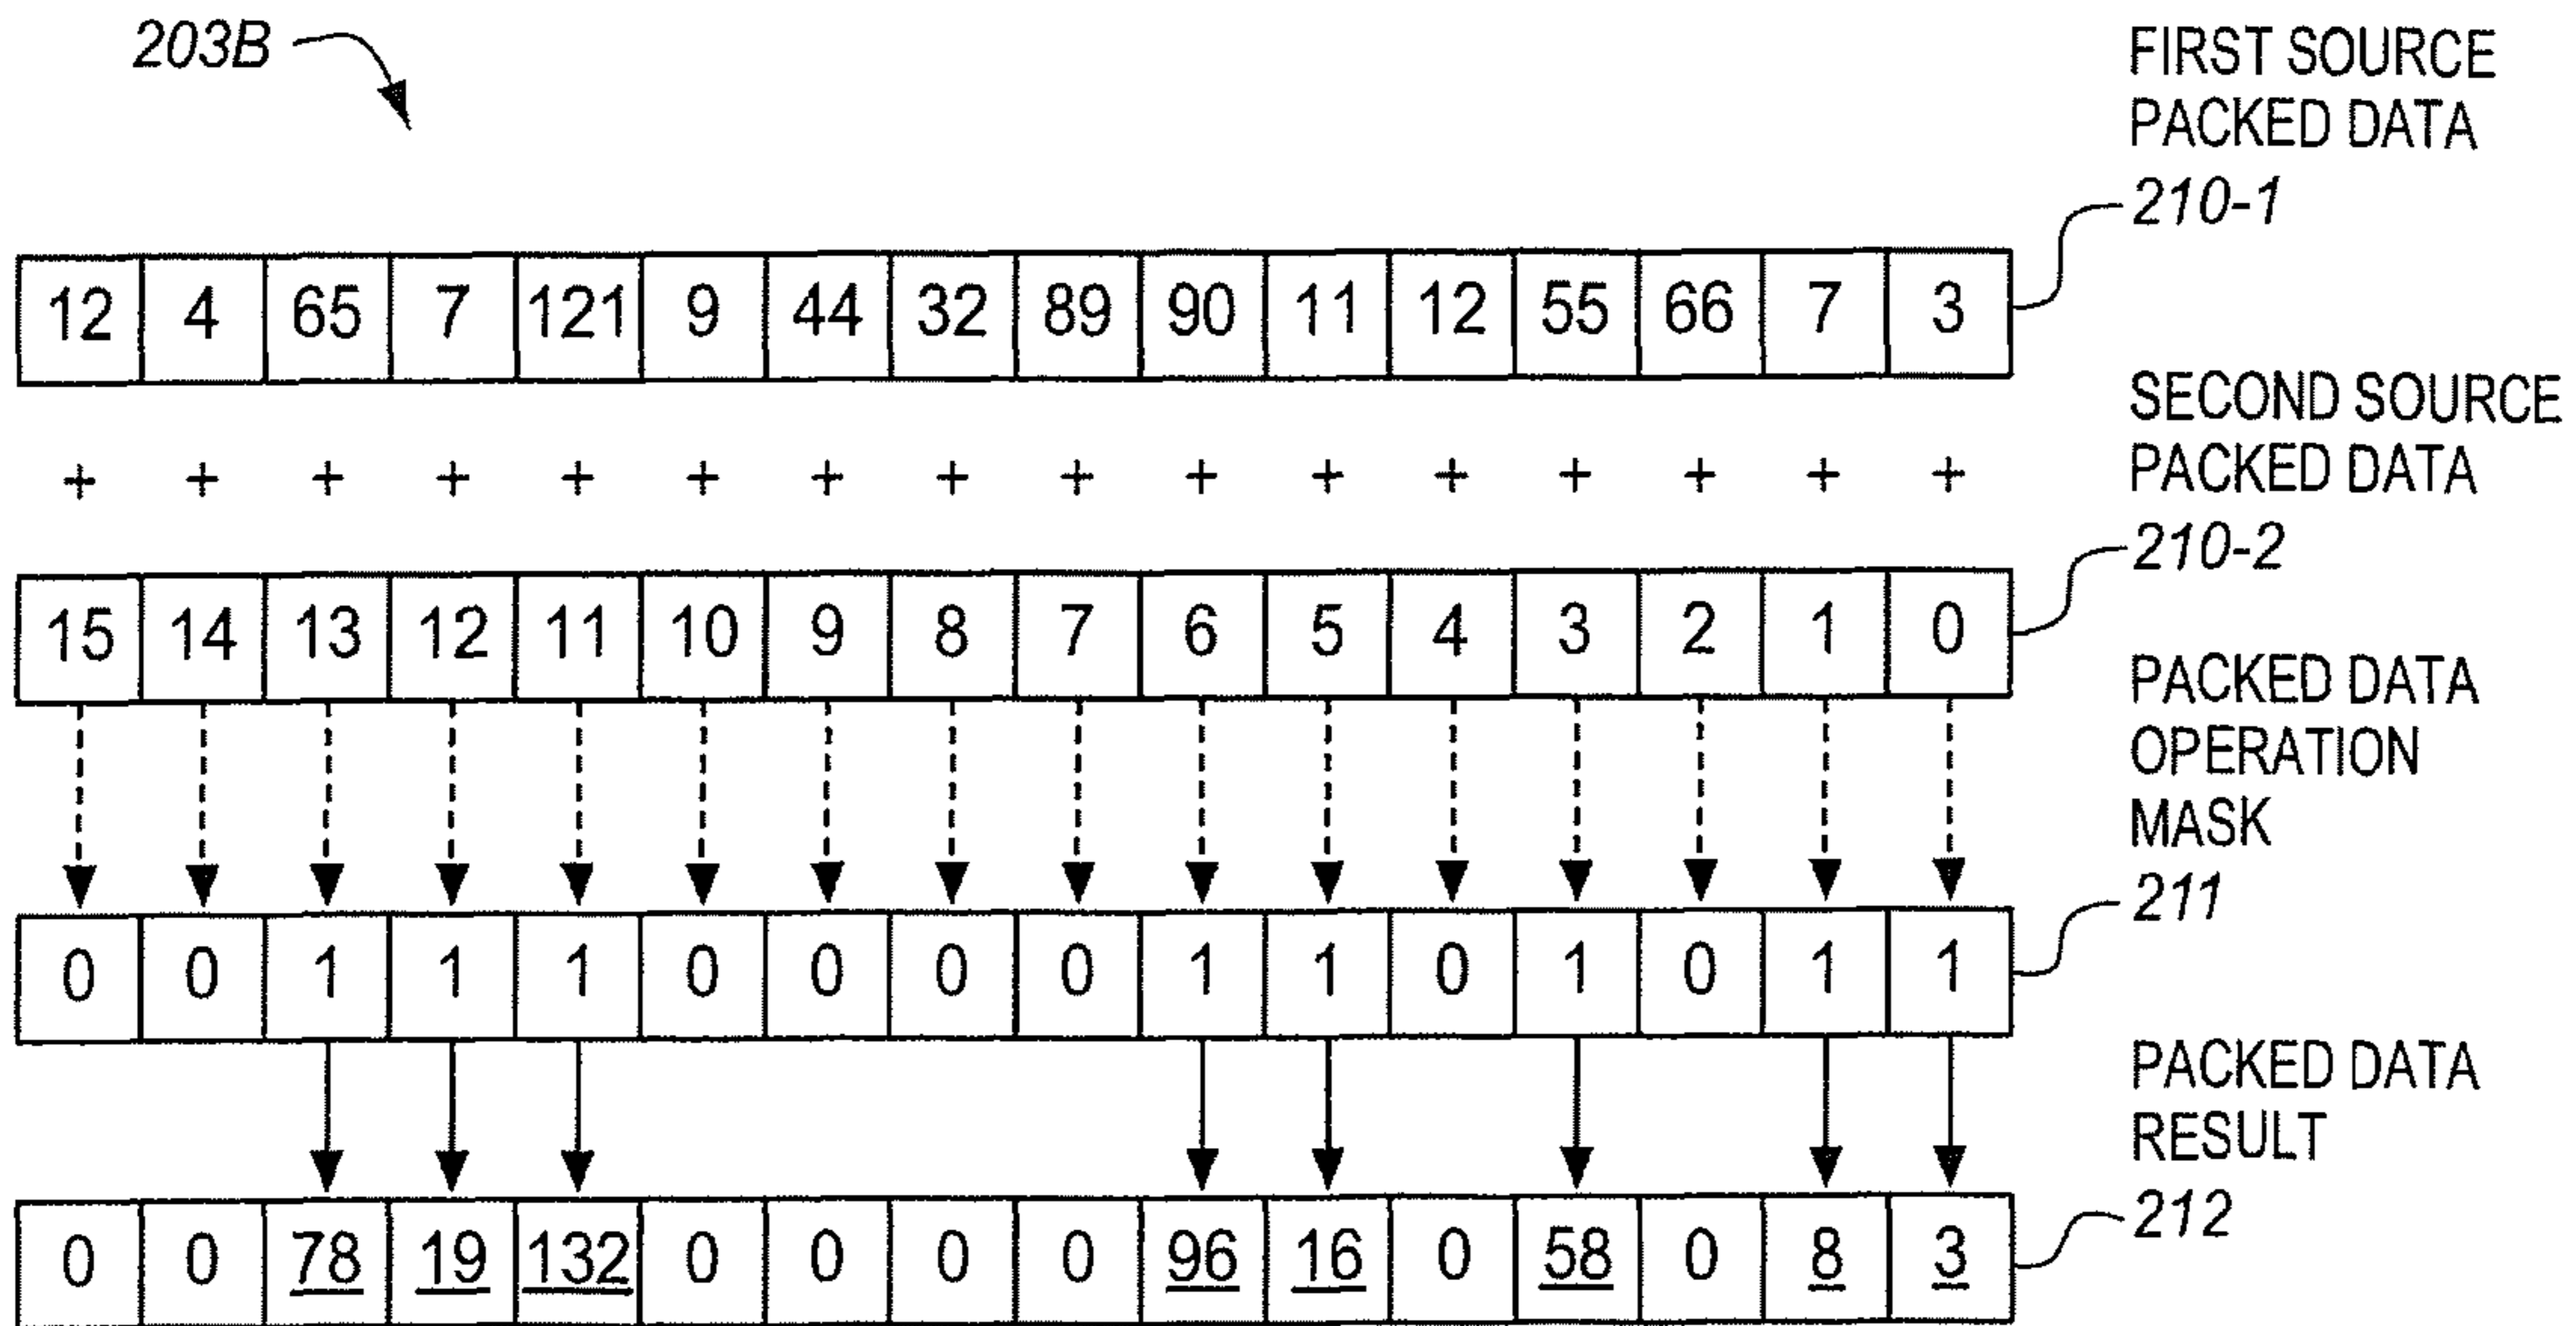 203B
FIRST SOURCE
PACKED DATA
210-1
12 4 65 7 121 9 44 32 89 90 11 12 55 66 7 3
SECOND SOURCE
PACKED DATA
+ + + + + + + + + + + + + + + +
210-2
15 14 13 12 11 10 9 8 7 6 5 4 3 2 1 0
PACKED DATA
OPERATION
MASK
211
0 0 1 1 1 0 0 0 0 1 1 0 1 0 1 1
PACKED DATA
RESULT
212
0 0 78 19 132 0 0 0 0 96 16 0 58 0 8 3